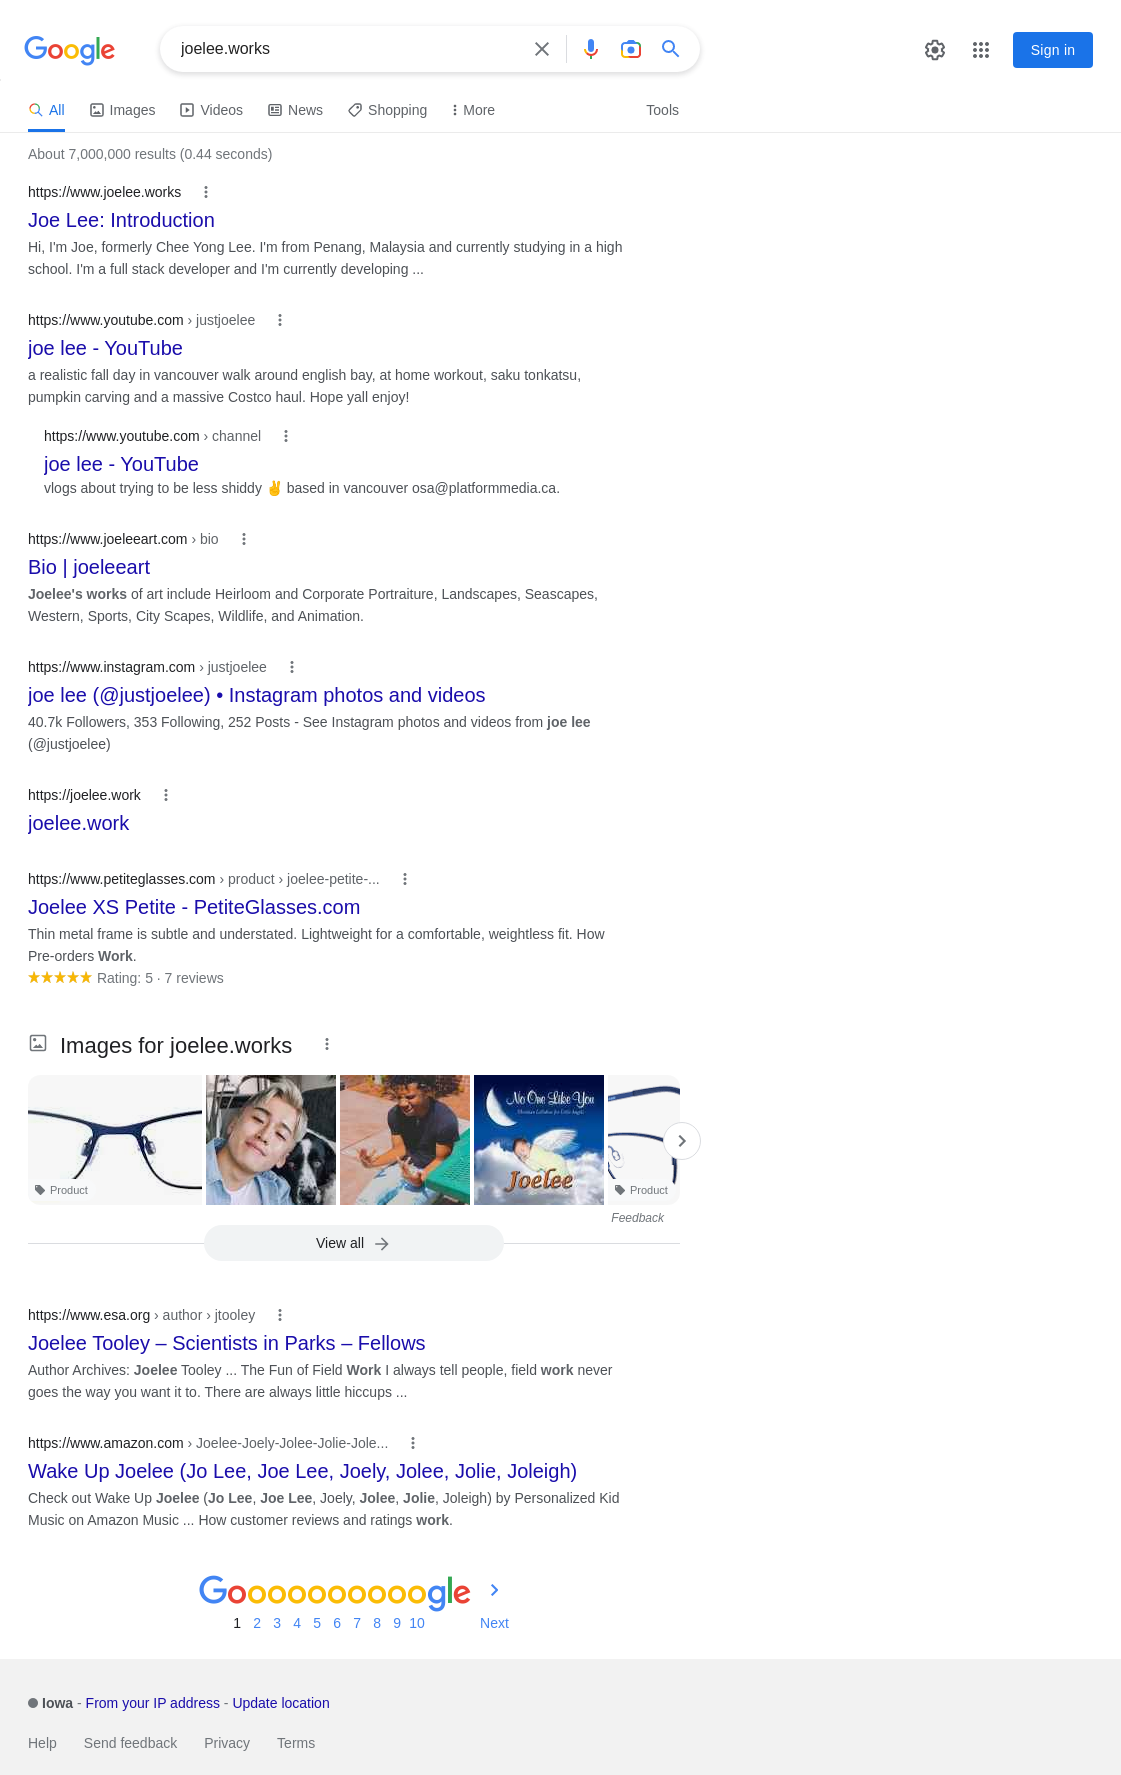 Google
joelee.works
Sign in
All
Images
Videos
News
Shopping
More
Tools
About 7,000,000 results (0.44 seconds)
https://www.joelee.works
Joe Lee: Introduction
Hi, I'm Joe, formerly Chee Yong Lee. I'm from Penang, Malaysia and currently studying in a high
school. I'm a full stack developer and I'm currently developing ...
https://www.youtube.com › justjoelee
joe lee - YouTube
a realistic fall day in vancouver walk around english bay, at home workout, saku tonkatsu,
pumpkin carving and a massive Costco haul. Hope yall enjoy!
https://www.youtube.com › channel
joe lee - YouTube
vlogs about trying to be less shiddy ✌ based in vancouver osa@platformmedia.ca.
https://www.joeleeart.com › bio
Bio | joeleeart
Joelee's works of art include Heirloom and Corporate Portraiture, Landscapes, Seascapes,
Western, Sports, City Scapes, Wildlife, and Animation.
https://www.instagram.com › justjoelee
joe lee (@justjoelee) • Instagram photos and videos
40.7k Followers, 353 Following, 252 Posts - See Instagram photos and videos from joe lee
(@justjoelee)
https://joelee.work
joelee.work
https://www.petiteglasses.com › product › joelee-petite-...
Joelee XS Petite - PetiteGlasses.com
Thin metal frame is subtle and understated. Lightweight for a comfortable, weightless fit. How
Pre-orders Work.
Rating: 5 · 7 reviews
Images for joelee.works
No One Like You
Joelee
Product
Product
Feedback
View all
https://www.esa.org › author › jtooley
Joelee Tooley – Scientists in Parks – Fellows
Author Archives: Joelee Tooley ... The Fun of Field Work I always tell people, field work never
goes the way you want it to. There are always little hiccups ...
https://www.amazon.com › Joelee-Joely-Jolee-Jolie-Jole...
Wake Up Joelee (Jo Lee, Joe Lee, Joely, Jolee, Jolie, Joleigh)
Check out Wake Up Joelee (Jo Lee, Joe Lee, Joely, Jolee, Jolie, Joleigh) by Personalized Kid
Music on Amazon Music ... How customer reviews and ratings work.
Goooooooooogle
1 2 3 4 5 6 7 8 9 10 Next
Iowa - From your IP address - Update location
Help Send feedback Privacy Terms